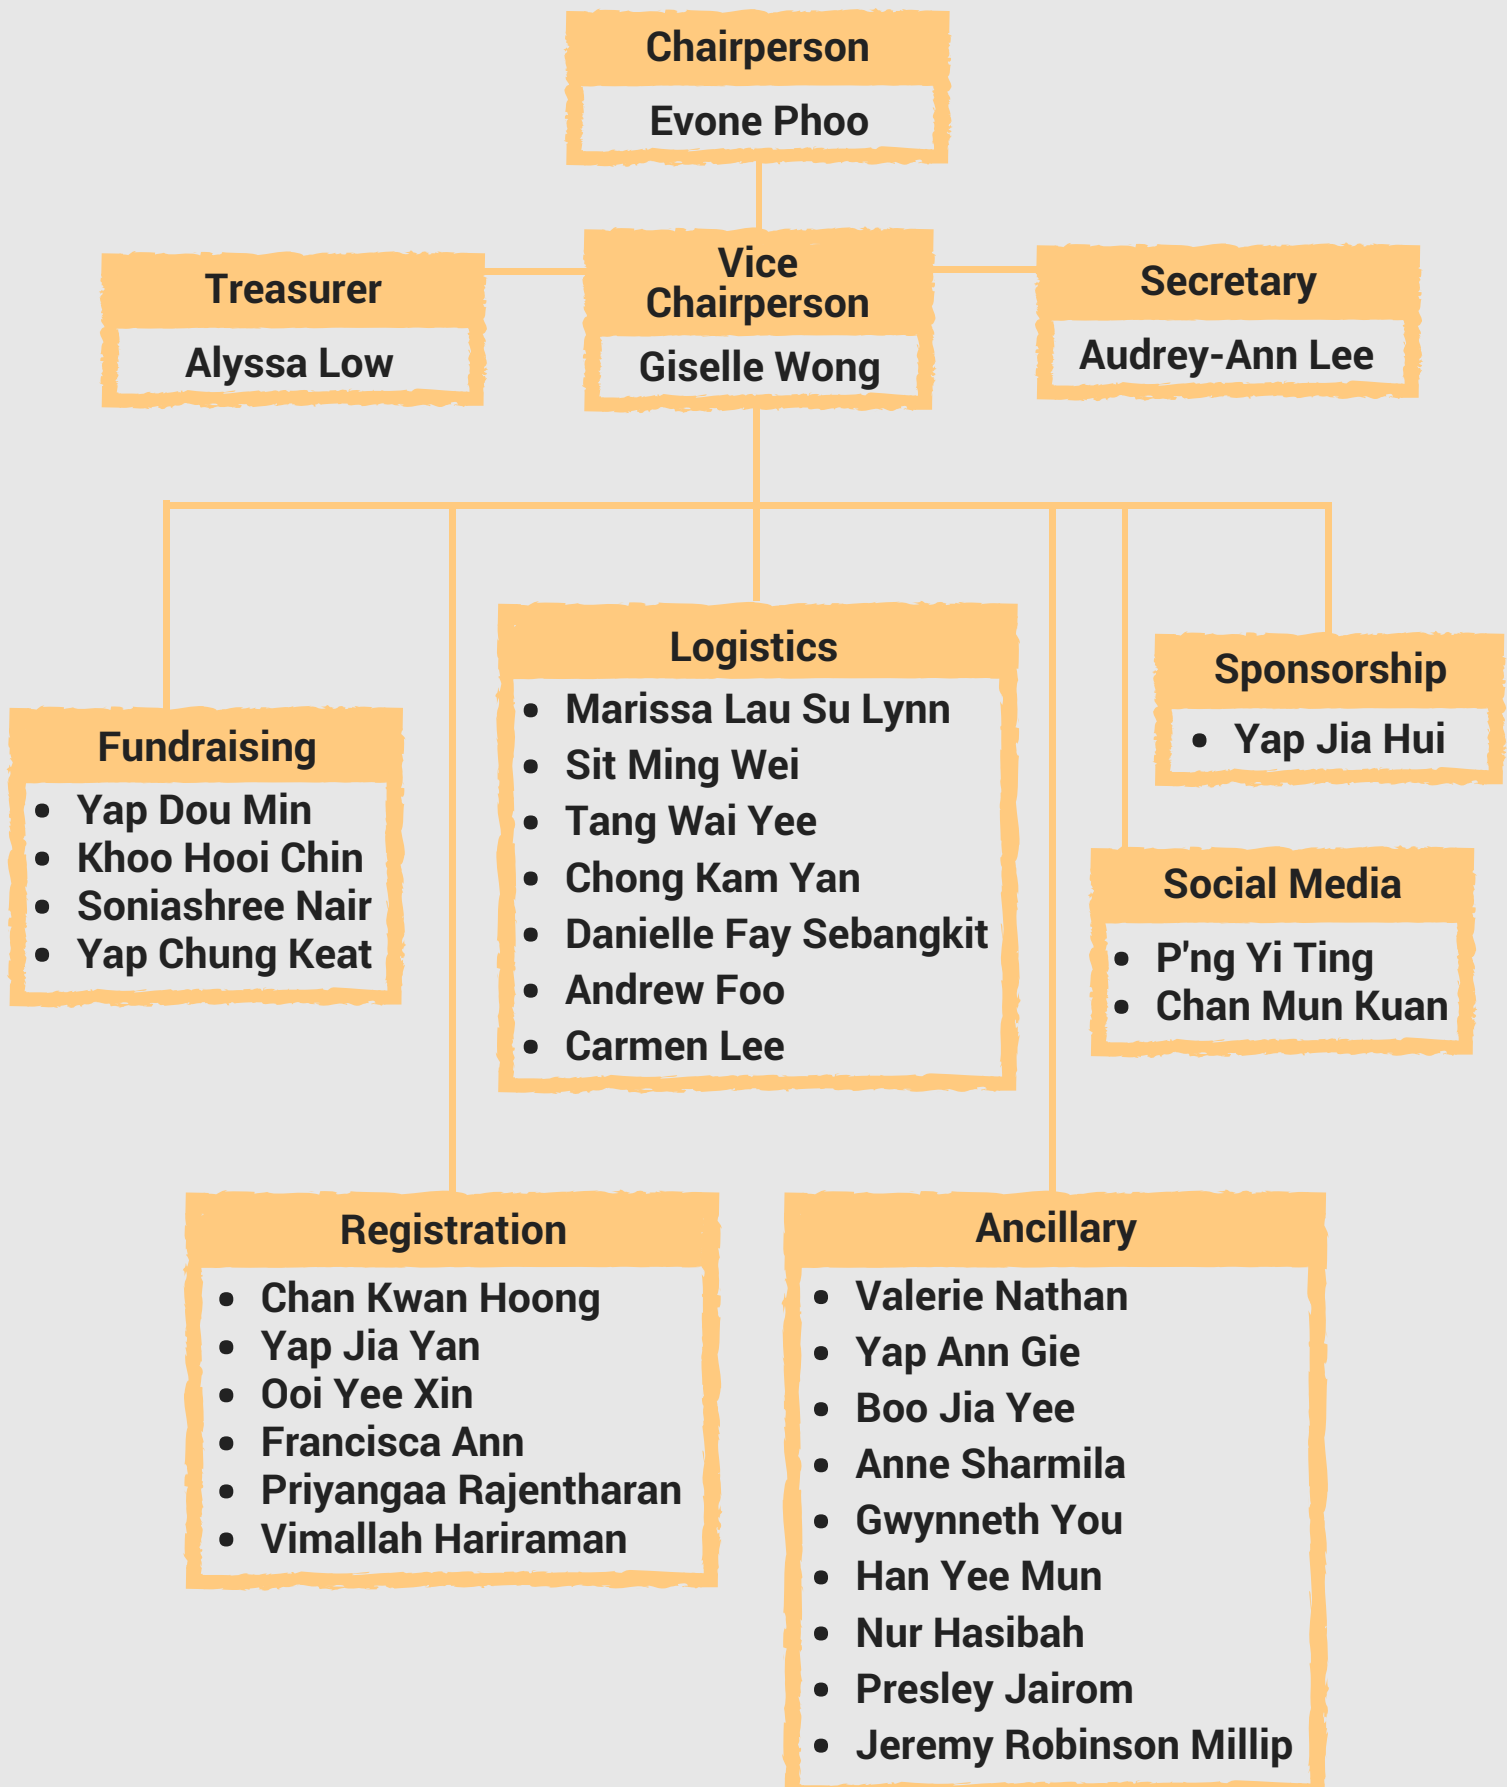 Chairperson
Evone Phoo
Treasurer
Alyssa Low
Vice
Chairperson
Giselle Wong
Secretary
Audrey-Ann Lee
Fundraising
• Yap Dou Min
• Khoo Hooi Chin
• Soniashree Nair
• Yap Chung Keat
Logistics
• Marissa Lau Su Lynn
• Sit Ming Wei
• Tang Wai Yee
• Chong Kam Yan
• Danielle Fay Sebangkit
• Andrew Foo
• Carmen Lee
Sponsorship
• Yap Jia Hui
Social Media
• P'ng Yi Ting
• Chan Mun Kuan
Registration
• Chan Kwan Hoong
• Yap Jia Yan
• Ooi Yee Xin
• Francisca Ann
• Priyangaa Rajentharan
• Vimallah Hariraman
Ancillary
• Valerie Nathan
• Yap Ann Gie
• Boo Jia Yee
• Anne Sharmila
• Gwynneth You
• Han Yee Mun
• Nur Hasibah
• Presley Jairom
• Jeremy Robinson Millip